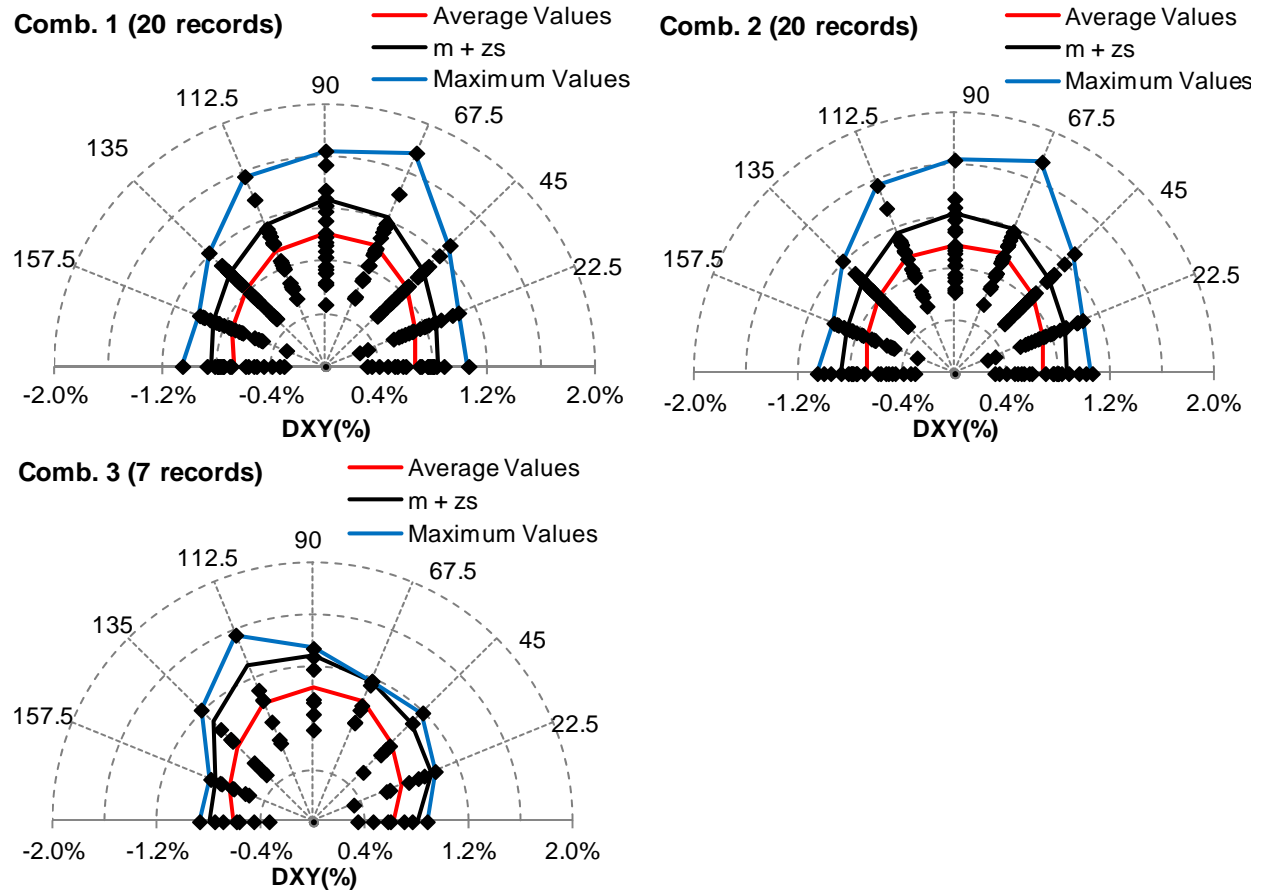 Comb. 1 (20 records)
Average Values
m + zs
Maximum Values
90
112.5
67.5
135
45
157.5
22.5
-2.0% -1.2% -0.4% 0.4% 1.2% 2.0%
DXY(%)
Comb. 2 (20 records)
Average Values
m + zs
Maximum Values
90
112.5
67.5
135
45
157.5
22.5
-2.0% -1.2% -0.4% 0.4% 1.2% 2.0%
DXY(%)
Comb. 3 (7 records)
Average Values
m + zs
Maximum Values
90
112.5
67.5
135
45
157.5
22.5
-2.0% -1.2% -0.4% 0.4% 1.2% 2.0%
DXY(%)